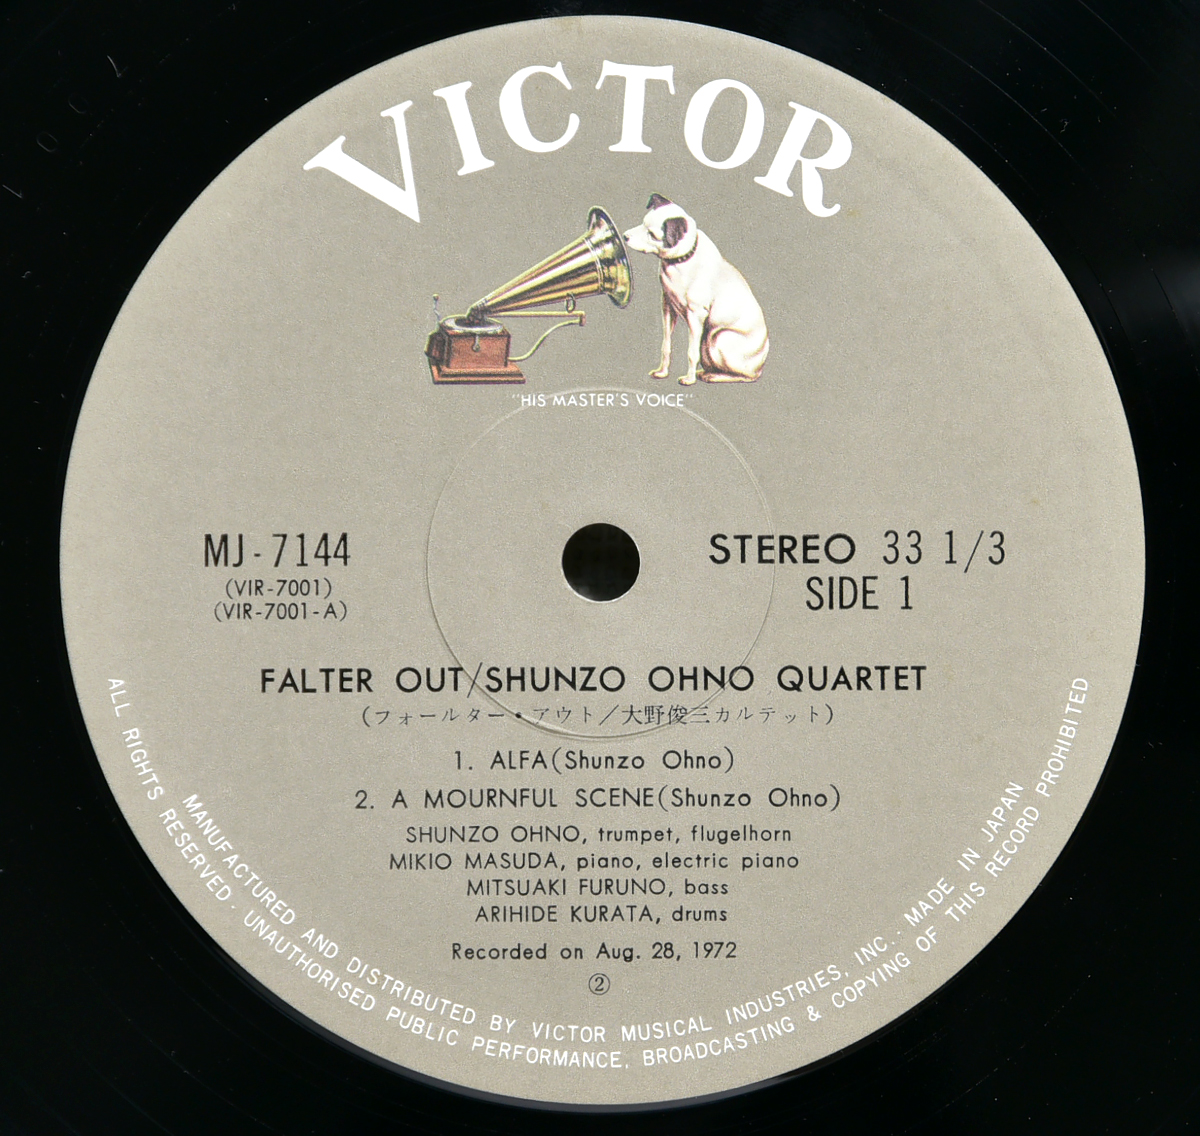 VICTOR
"HIS MASTER'S VOICE"
MJ-7144
(VIR-7001)
(VIR-7001-A)
STEREO 33 1/3
SIDE 1
FALTER OUT/SHUNZO OHNO QUARTET
(フォールター・アウト/大野俊三カルテット)
1. ALFA(Shunzo Ohno)
2. A MOURNFUL SCENE(Shunzo Ohno)
SHUNZO OHNO, trumpet, flugelhorn
MIKIO MASUDA, piano, electric piano
MITSUAKI FURUNO, bass
ARIHIDE KURATA, drums
Recorded on Aug. 28, 1972
②
MANUFACTURED AND DISTRIBUTED BY VICTOR MUSICAL INDUSTRIES, INC.. MADE IN JAPAN
ALL RIGHTS RESERVED. UNAUTHORISED PUBLIC PERFORMANCE, BROADCASTING & COPYING OF THIS RECORD PROHIBITED